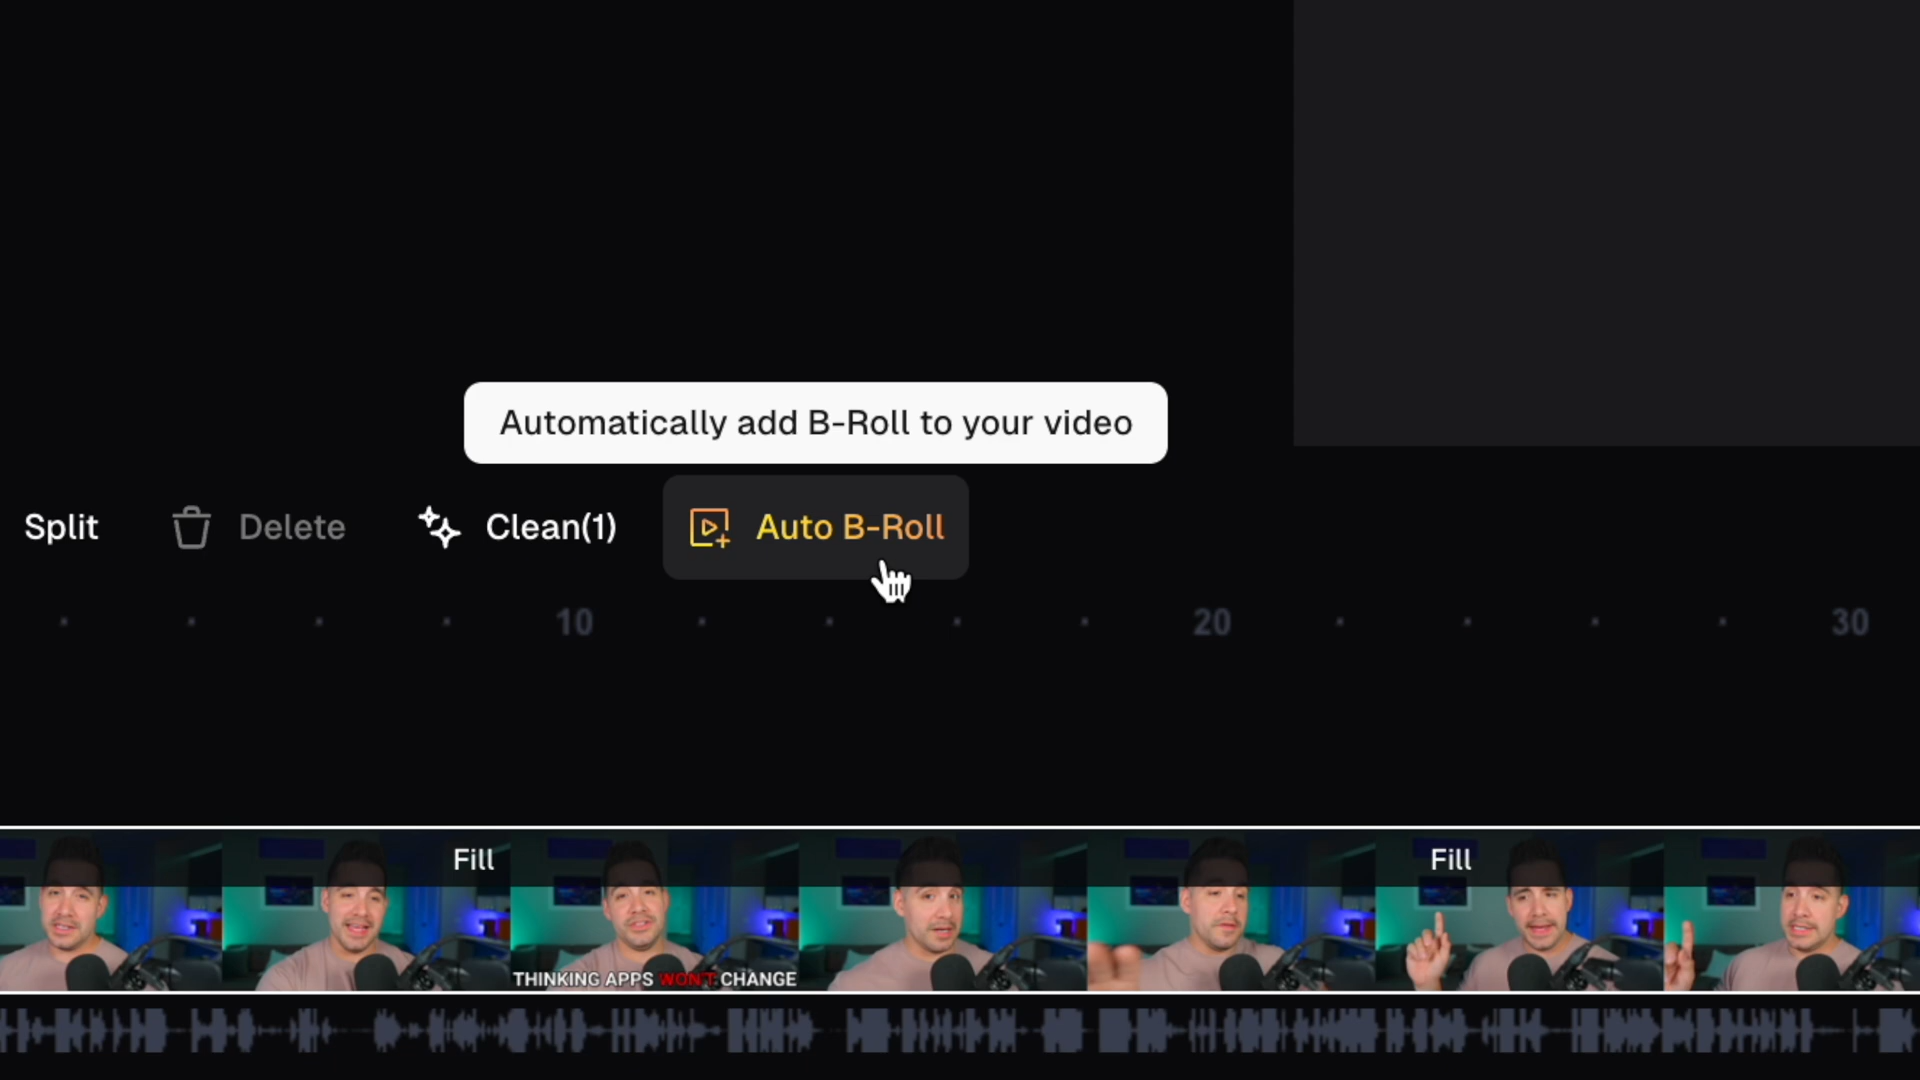 Automatically add B-Roll to your video
Split
Delete
Clean(1)
Auto B-Roll
10
20
30
Fill
Fill
THINKING APPS WON'T CHANGE